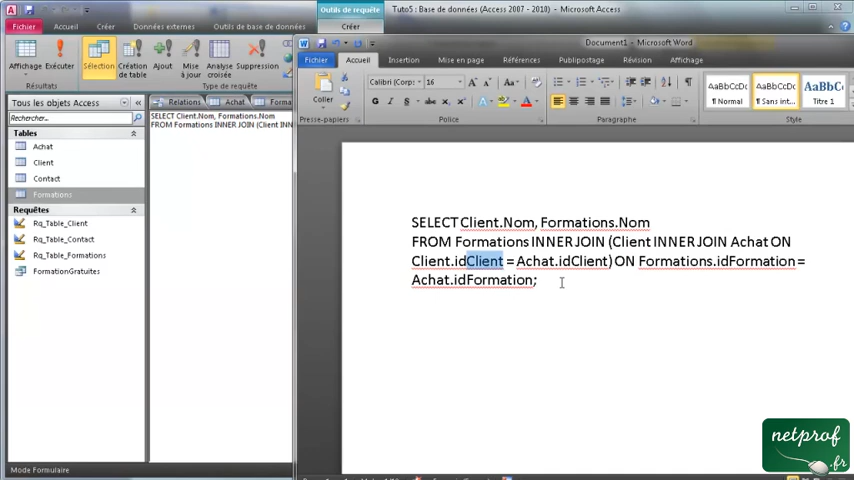 Outils de requête
Tuto5 : Base de données (Access 2007 - 2010) - Microsoft Access
Fichier
Accueil
Créer
Données externes
Outils de base de données
Créer
Affichage
Exécuter
Sélection
Création de table
Ajout
Mise à jour
Analyse croisée
Suppression
Résultats
Type de requête
Document1 - Microsoft Word
Fichier
Accueil
Insertion
Mise en page
Références
Publipostage
Révision
Affichage
Coller
Calibri (Corps
16
Presse-papiers
Police
Paragraphe
Style
AaBbCcDc
¶ Normal
AaBbCcDc
¶ Sans int...
AaBbC
Titre 1
Tous les objets Access
Rechercher...
Tables
Achat
Client
Contact
Formations
Requêtes
Rq_Table_Client
Rq_Table_Contact
Rq_Table_Formations
FormationGratuites
Relations
Achat
Forma
SELECT Client.Nom, Formations.Nom
FROM Formations INNER JOIN (Client INN
SELECT Client.Nom, Formations.Nom
FROM Formations INNER JOIN (Client INNER JOIN Achat ON
Client.idClient = Achat.idClient) ON Formations.idFormation =
Achat.idFormation;
Mode Formulaire
netprof
.fr